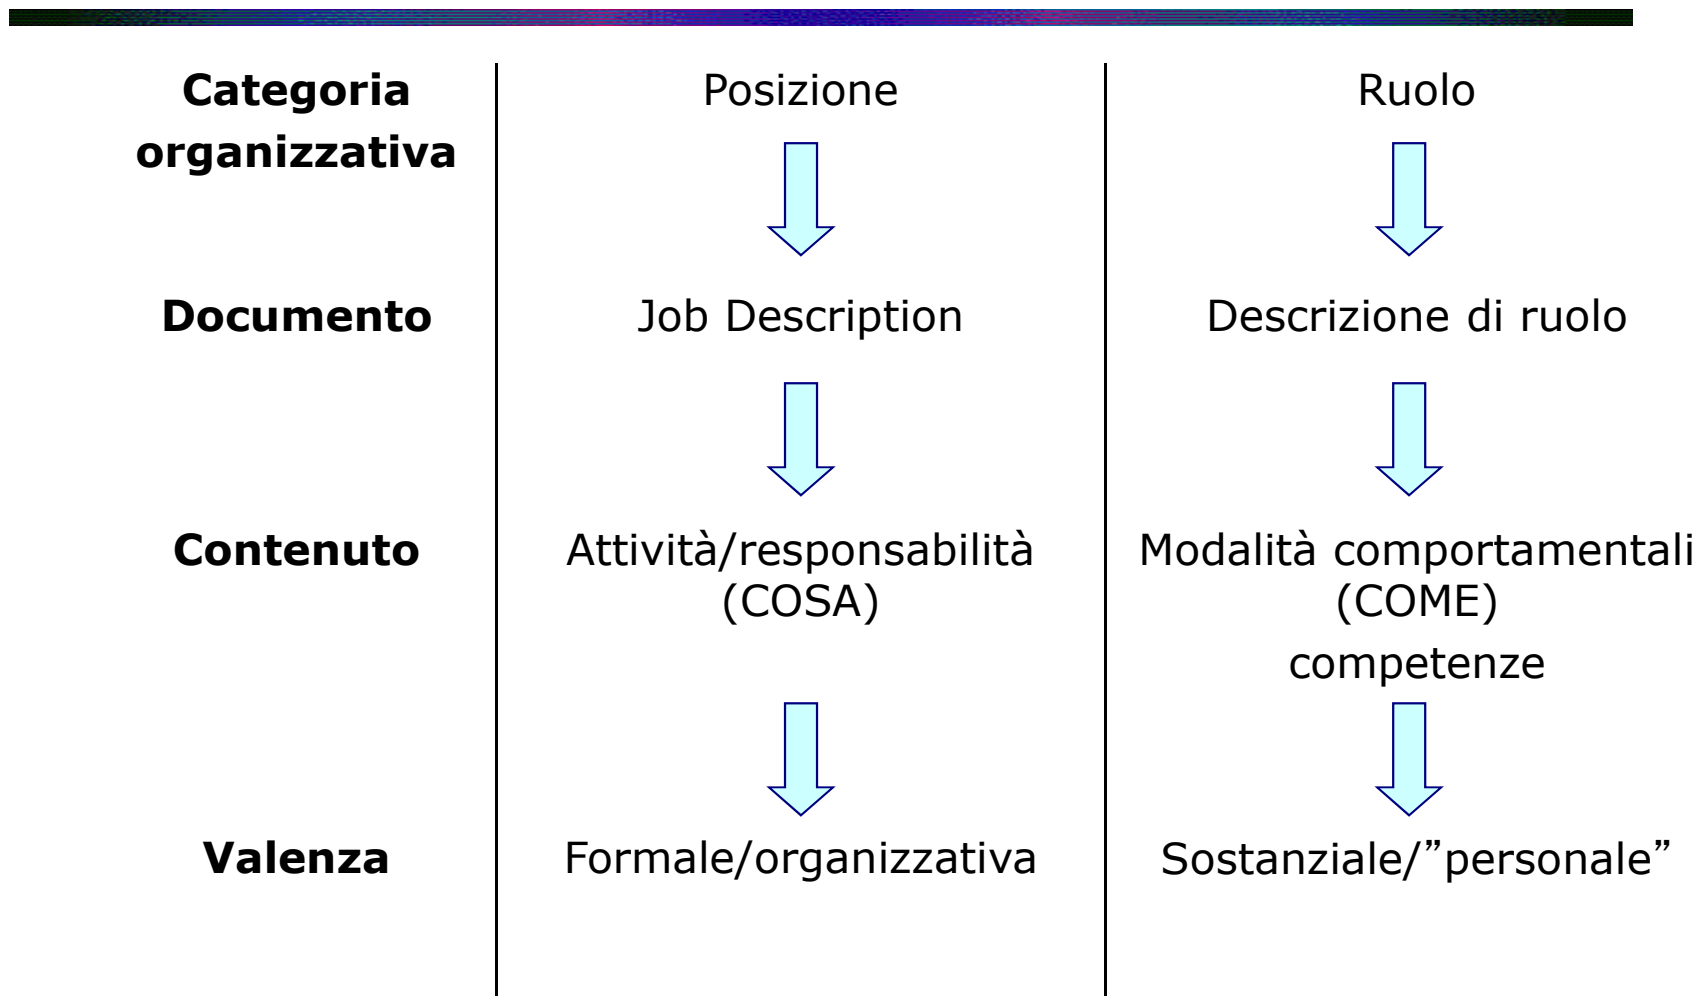 Categoria
organizzativa
Posizione
Ruolo
Documento
Job Description
Descrizione di ruolo
Contenuto
Attività/responsabilità
(COSA)
Modalità comportamentali
(COME)
competenze
Valenza
Formale/organizzativa
Sostanziale/”personale”